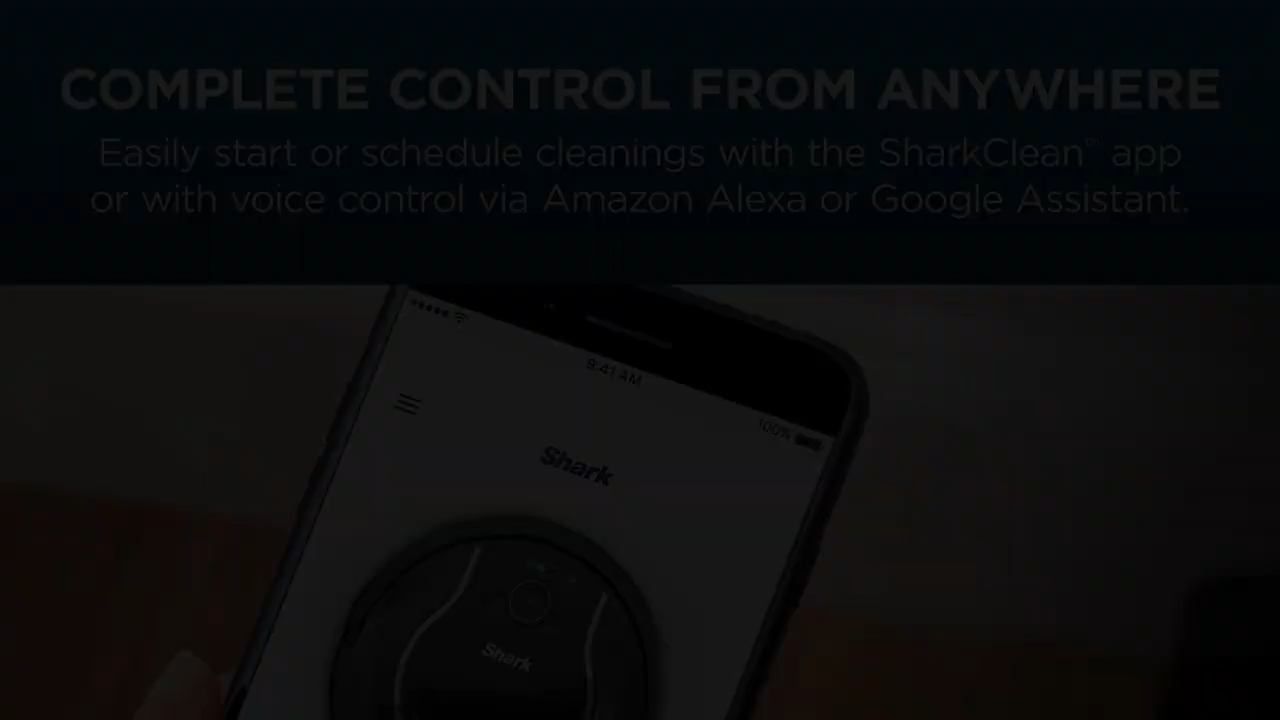 COMPLETE CONTROL FROM ANYWHERE
Easily start or schedule cleanings with the SharkClean® app
or with voice control via Amazon Alexa or Google Assistant.
9:41 AM
100%
Shark
Shark